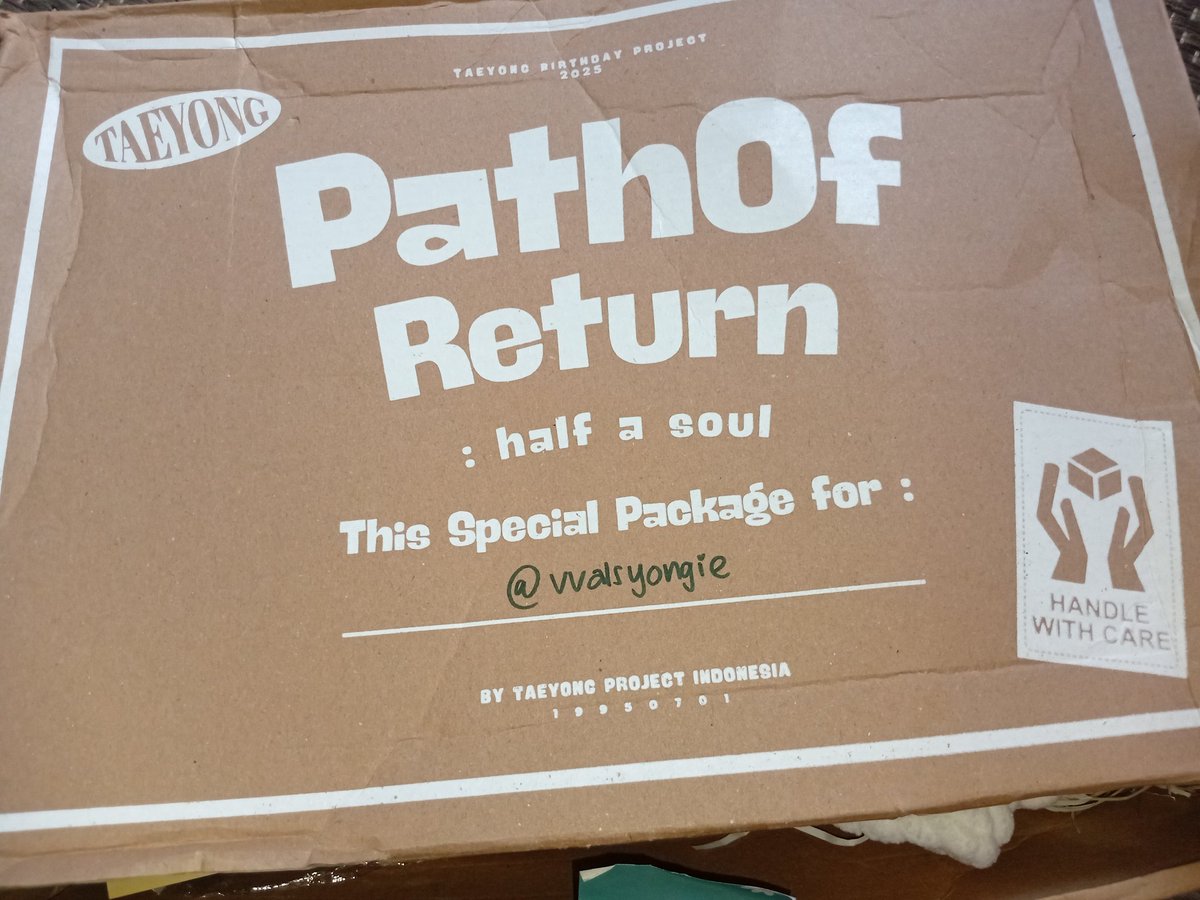 TAEYONG BIRTHDAY PROJECT
2025
TAEYONG
PathOf
Return
: half a soul
This Special Package for :
@vvalsyongie
HANDLE
WITH CARE
BY TAEYONG PROJECT INDONESIA
19950701